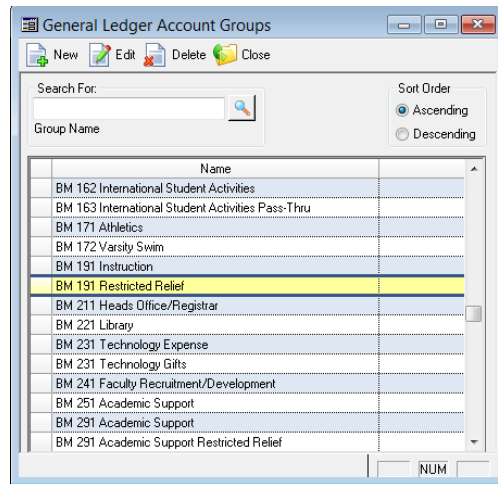 General Ledger Account Groups
New Edit Delete Close
Search For:
Group Name
Sort Order
Ascending
Descending
Name
BM 162 International Student Activities
BM 163 International Student Activities Pass-Thru
BM 171 Athletics
BM 172 Varsity Swim
BM 191 Instruction
BM 191 Restricted Relief
BM 211 Heads Office/Registrar
BM 221 Library
BM 231 Technology Expense
BM 231 Technology Gifts
BM 241 Faculty Recruitment/Development
BM 251 Academic Support
BM 291 Academic Support
BM 291 Academic Support Restricted Relief
NUM